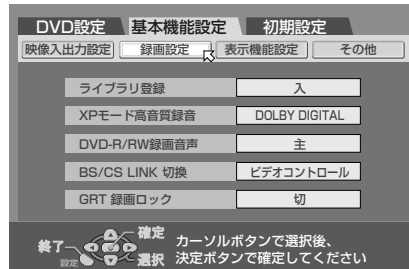 DVD設定 基本機能設定 初期設定
映像入出力設定 録画設定 表示機能設定 その他
ライブラリ登録 入
XPモード高音質録音 DOLBY DIGITAL
DVD-R/RW録画音声 主
BS/CS LINK 切換 ビデオコントロール
GRT 録画ロック 切
終了 設定 確定 選択
カーソルボタンで選択後、
決定ボタンで確定してください